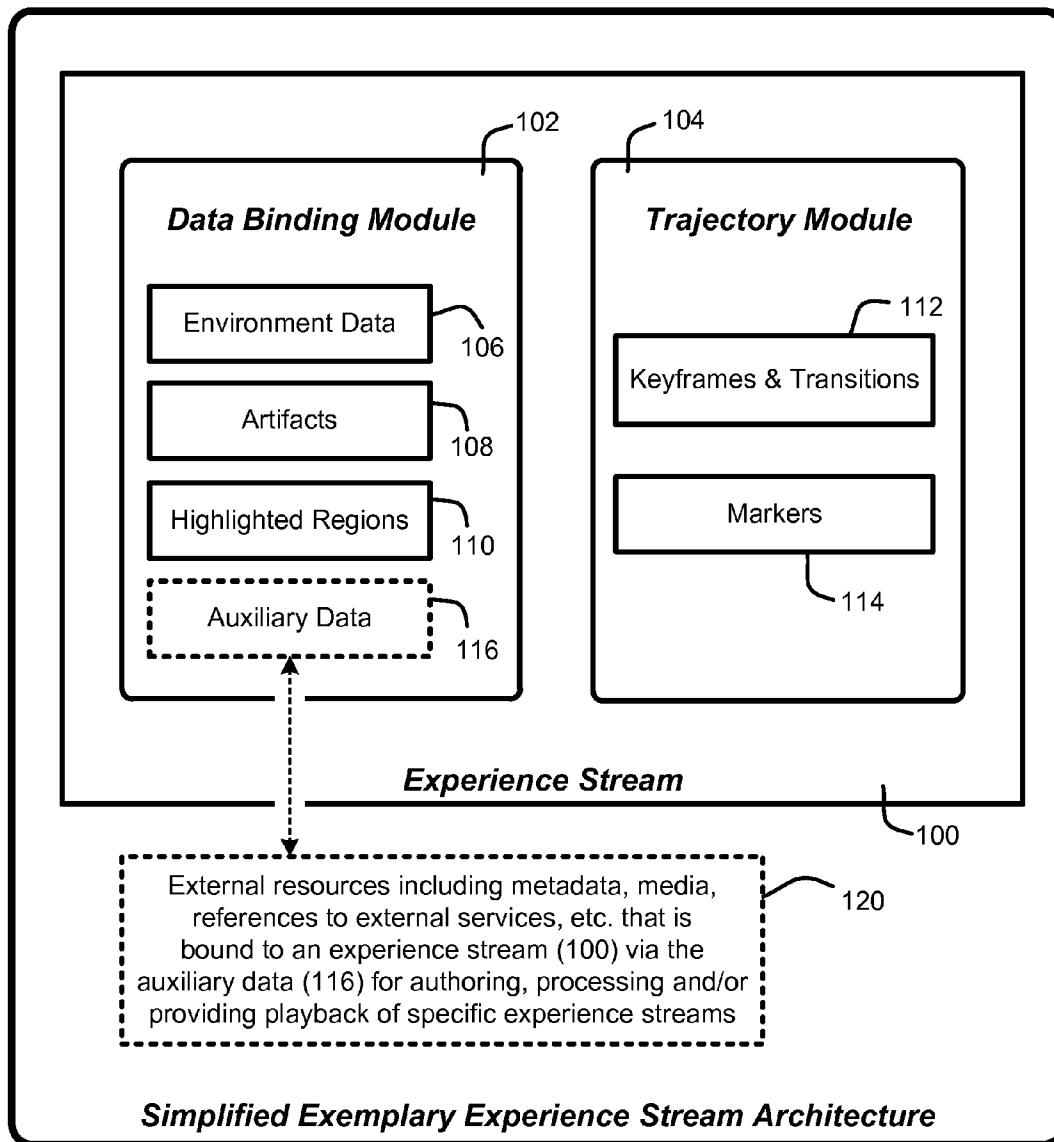 102
104
Data Binding Module
Environment Data
106
Artifacts
108
Highlighted Regions
110
Auxiliary Data
116
Trajectory Module
112
Keyframes & Transitions
Markers
114
Experience Stream
100
External resources including metadata, media,
references to external services, etc. that is
bound to an experience stream (100) via the
auxiliary data (116) for authoring, processing and/or
providing playback of specific experience streams
120
Simplified Exemplary Experience Stream Architecture